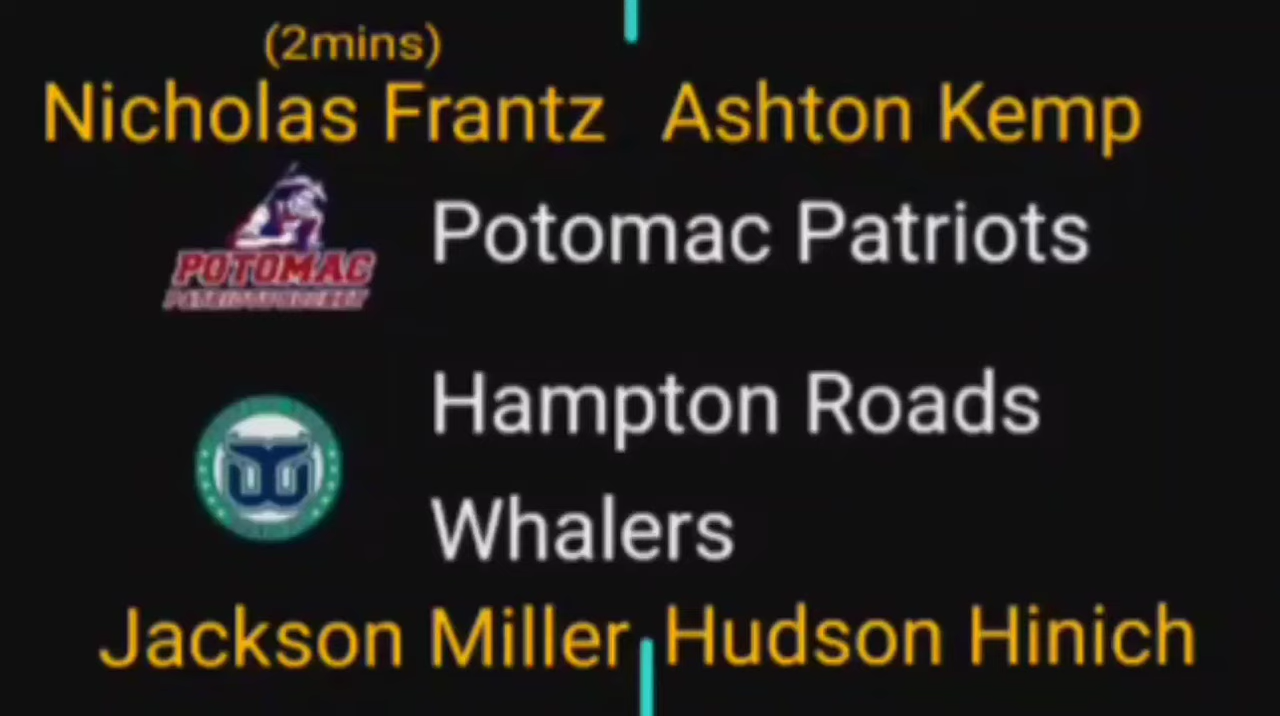 (2mins)
Nicholas Frantz Ashton Kemp
Potomac Patriots
POTOMAC
Hampton Roads
Whalers
Jackson Miller Hudson Hinich